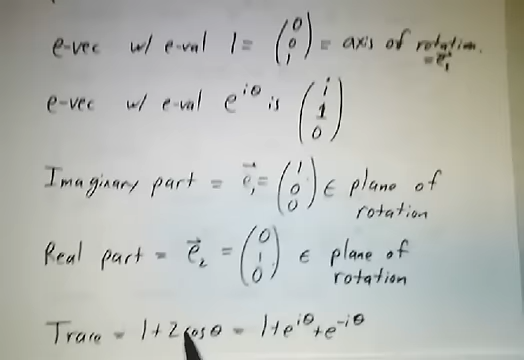 e-vec w/ e-val 1 = (0 0 1) = axis of rotation.
= e⃗₁
e-vec w/ e-val e^{iθ} is (i 1 0)
Imaginary part = e⃗₁ = (1 0 0) ∈ plane of
rotation
Real part = e⃗₂ = (0 1 0) ∈ plane of
rotation
Trace = 1+2cosθ = 1+e^{iθ}+e^{-iθ}